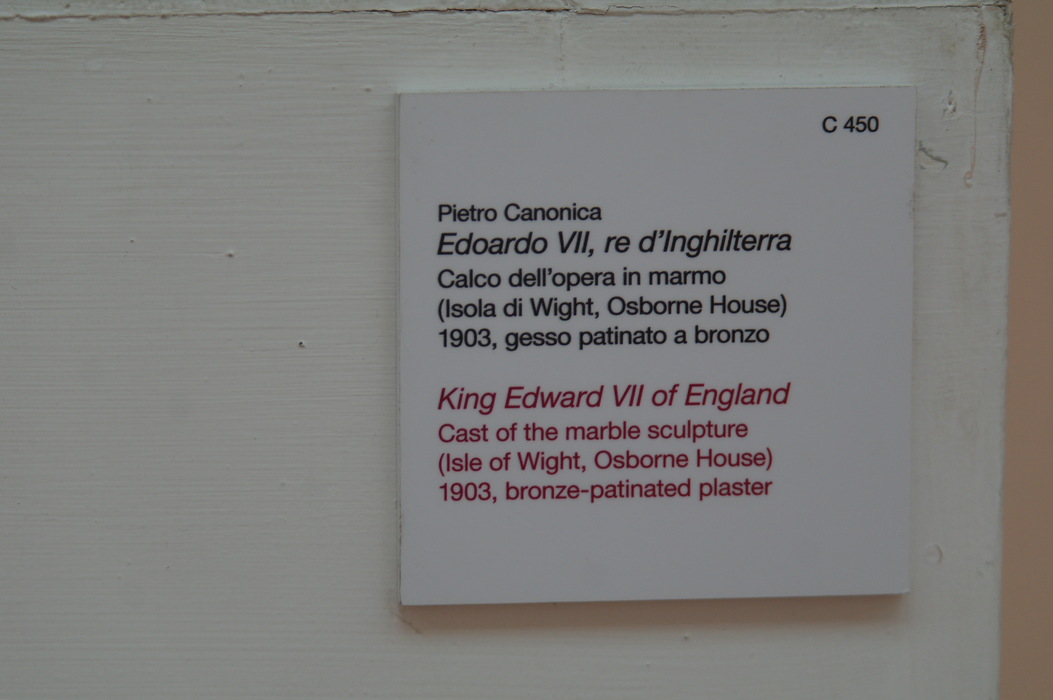 C 450
Pietro Canonica
Edoardo VII, re d'Inghilterra
Calco dell'opera in marmo
(Isola di Wight, Osborne House)
1903, gesso patinato a bronzo
King Edward VII of England
Cast of the marble sculpture
(Isle of Wight, Osborne House)
1903, bronze-patinated plaster